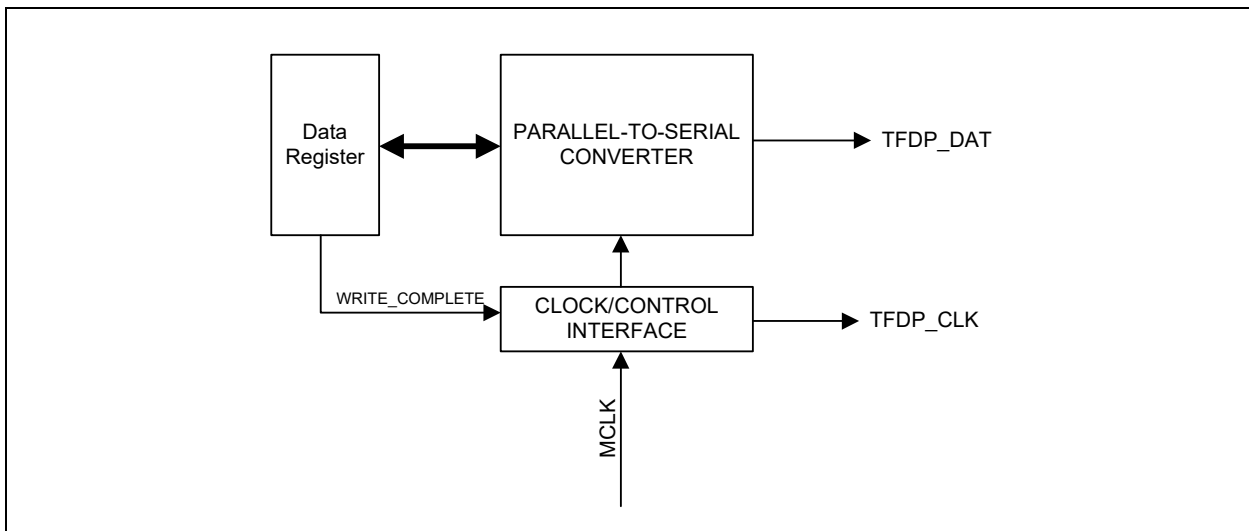 Data
Register
PARALLEL-TO-SERIAL
CONVERTER
TFDP_DAT
WRITE_COMPLETE
CLOCK/CONTROL
INTERFACE
TFDP_CLK
MCLK